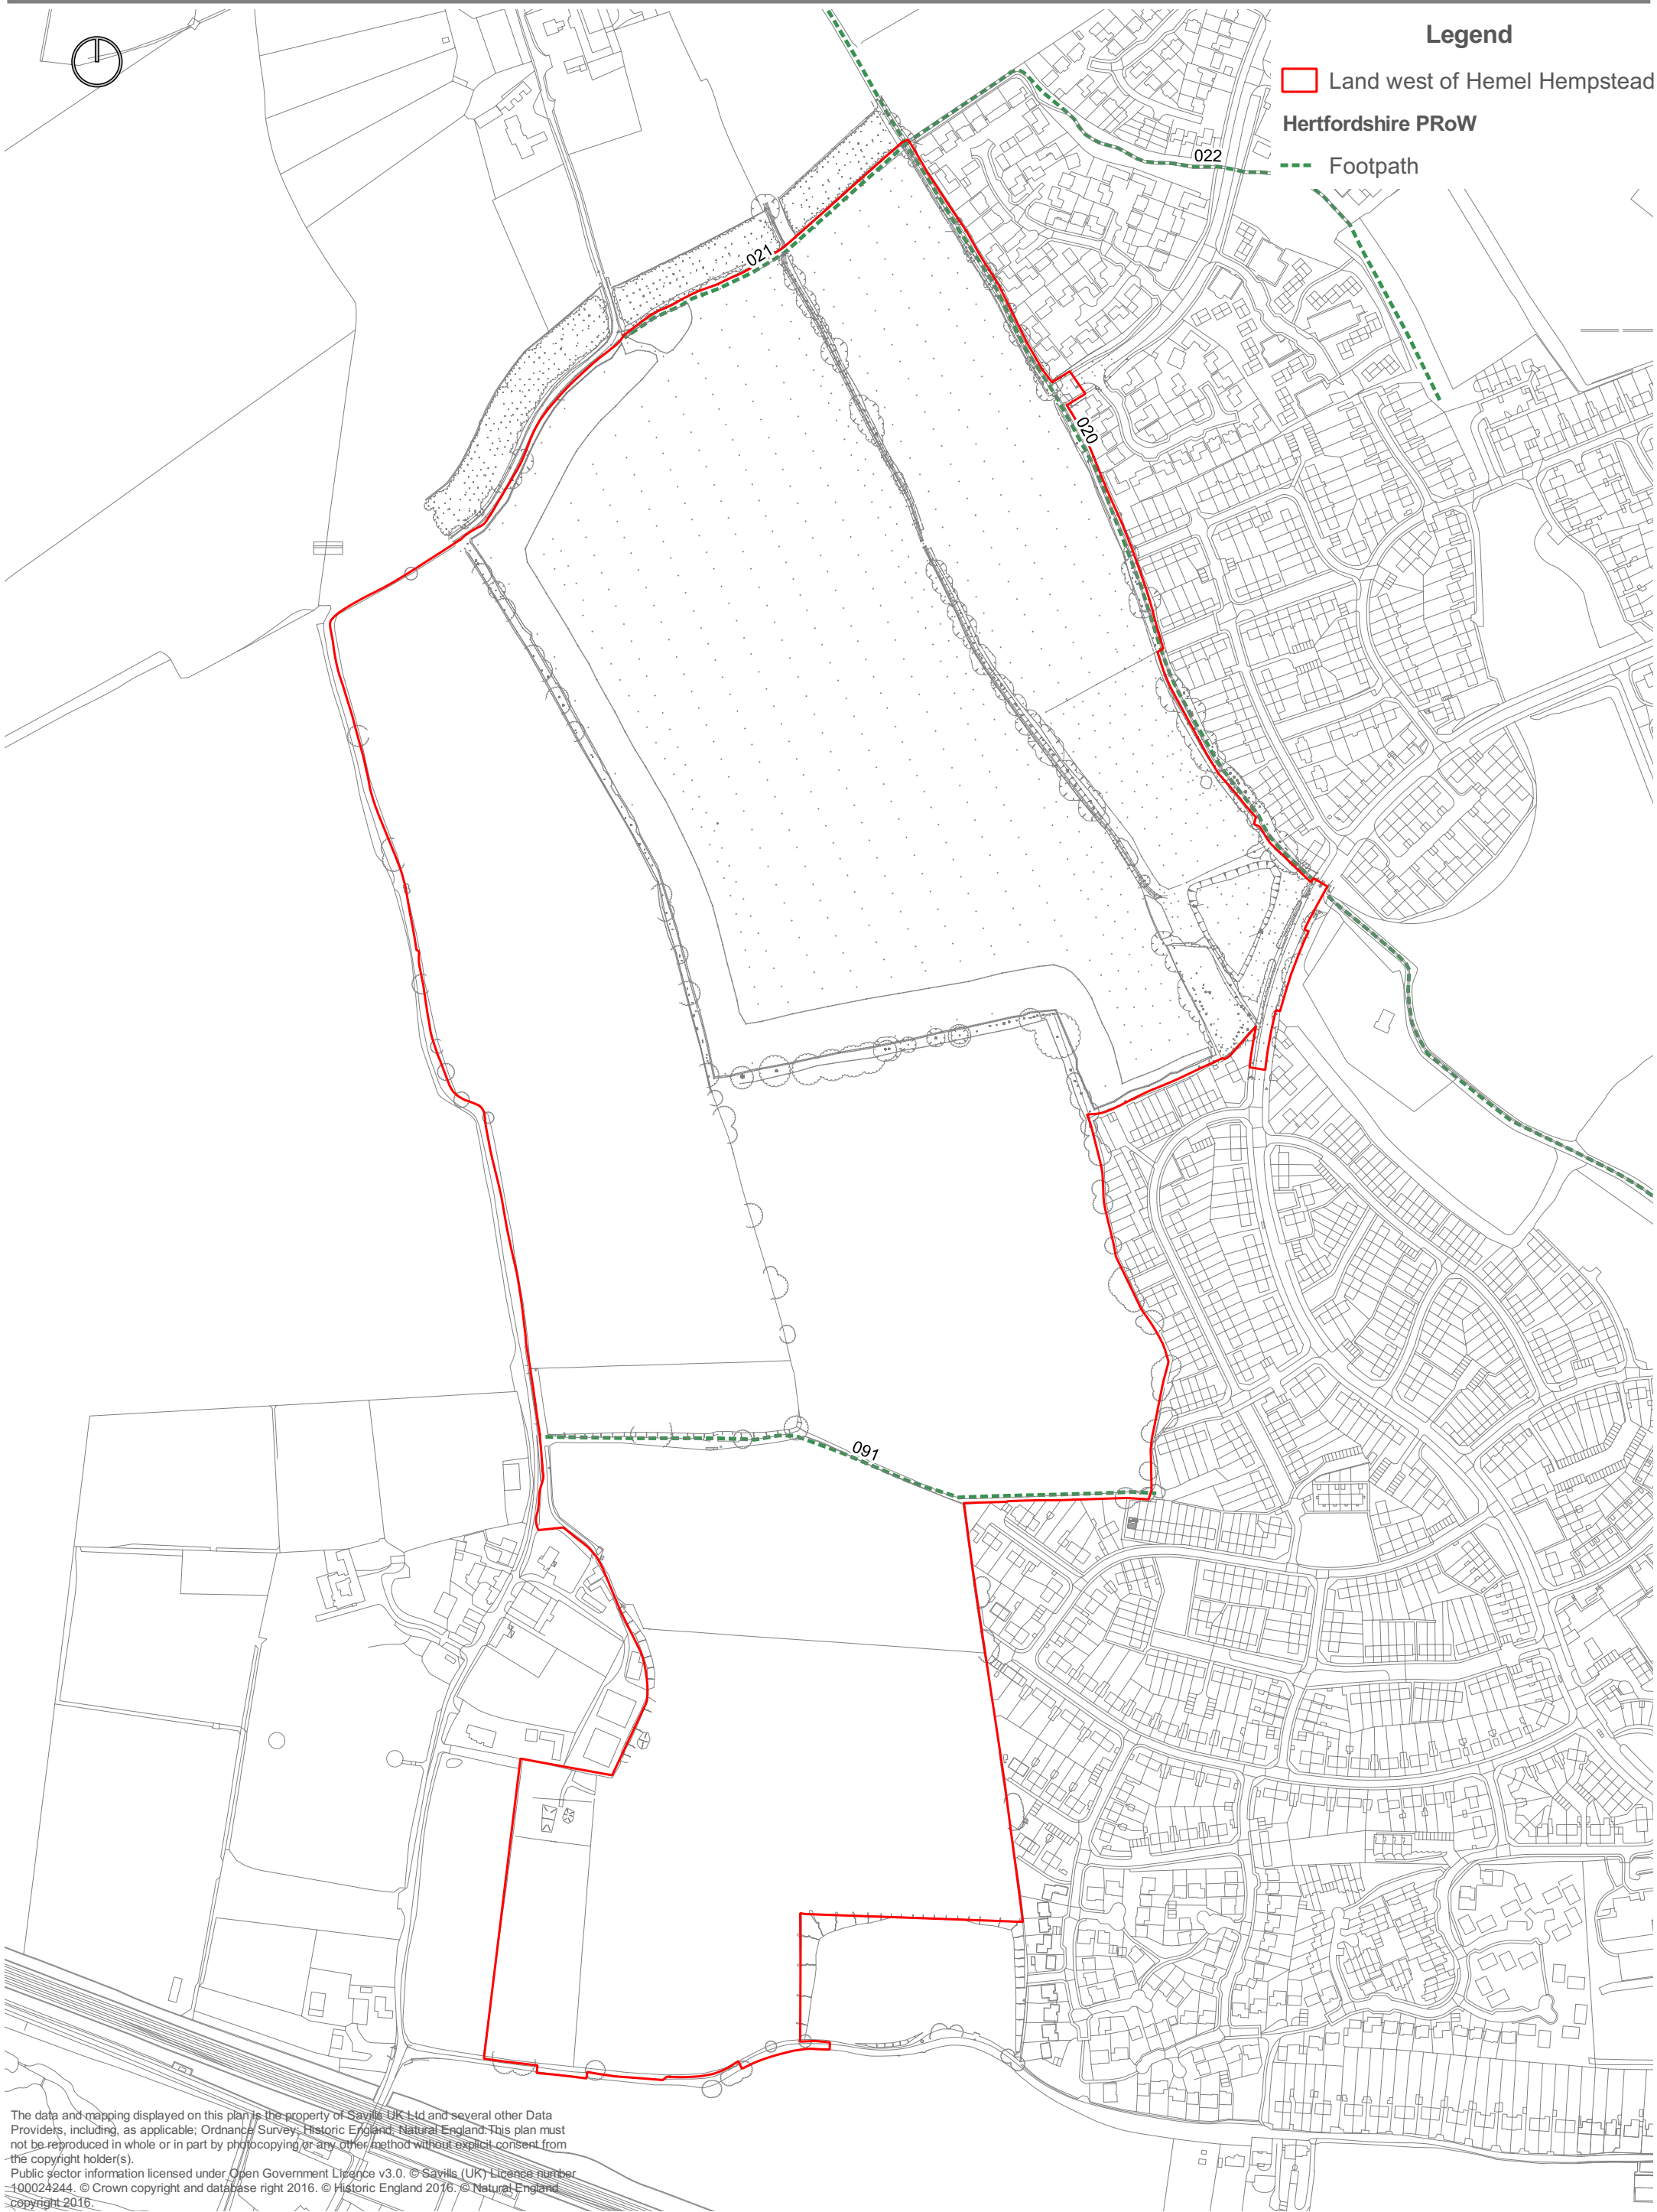 Legend
Land west of Hemel Hempstead
Hertfordshire PRoW
Footpath
022
021
020
091
The data and mapping displayed on this plan is the property of Savills UK Ltd and several other Data
Providers, including, as applicable; Ordnance Survey, Historic England, Natural England.This plan must
not be reproduced in whole or in part by photocopying or any other method without explicit consent from
the copyright holder(s).
Public sector information licensed under Open Government Licence v3.0. © Savills (UK) Licence number
100024244. © Crown copyright and database right 2016. © Historic England 2016. © Natural England
copyright 2016.